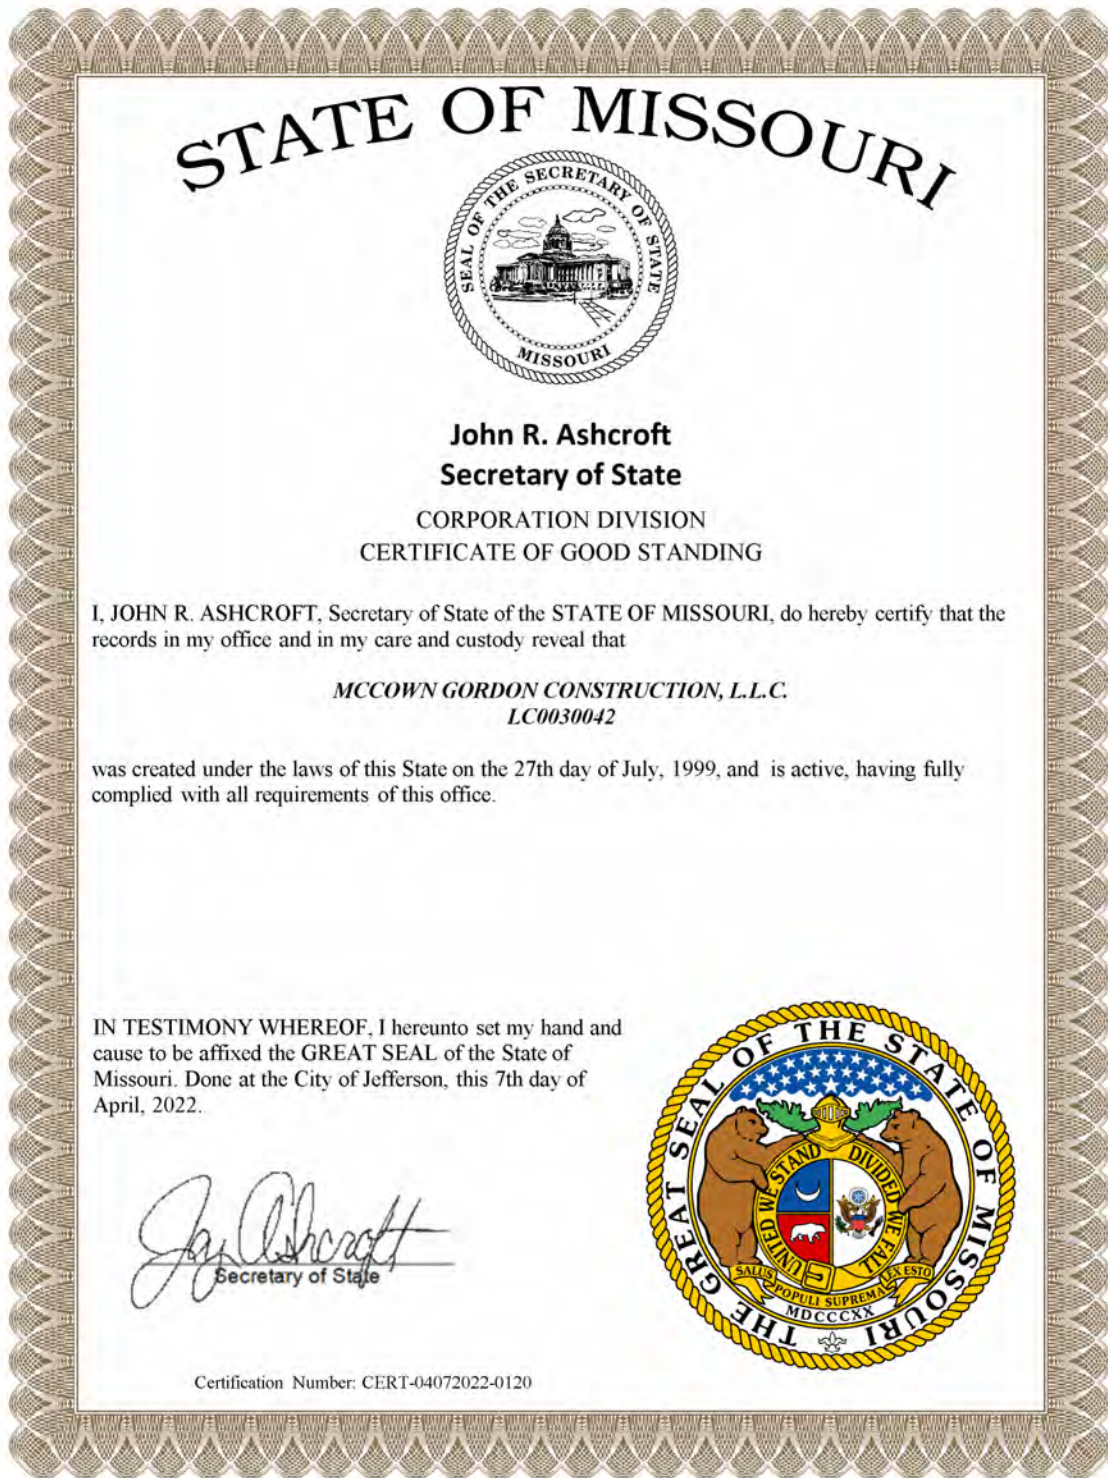 STATE OF MISSOURI
SEAL OF THE SECRETARY OF STATE
MISSOURI
John R. Ashcroft
Secretary of State
CORPORATION DIVISION
CERTIFICATE OF GOOD STANDING
I, JOHN R. ASHCROFT, Secretary of State of the STATE OF MISSOURI, do hereby certify that the
records in my office and in my care and custody reveal that
MCCOWN GORDON CONSTRUCTION, L.L.C.
LC0030042
was created under the laws of this State on the 27th day of July, 1999, and is active, having fully
complied with all requirements of this office.
IN TESTIMONY WHEREOF, I hereunto set my hand and
cause to be affixed the GREAT SEAL of the State of
Missouri. Done at the City of Jefferson, this 7th day of
April, 2022.
THE GREAT SEAL OF THE STATE OF MISSOURI
UNITED WE STAND DIVIDED WE FALL
SALUS POPULI SUPREMA LEX ESTO
MDCCCXX
Jay Ashcroft
Secretary of State
Certification Number: CERT-04072022-0120